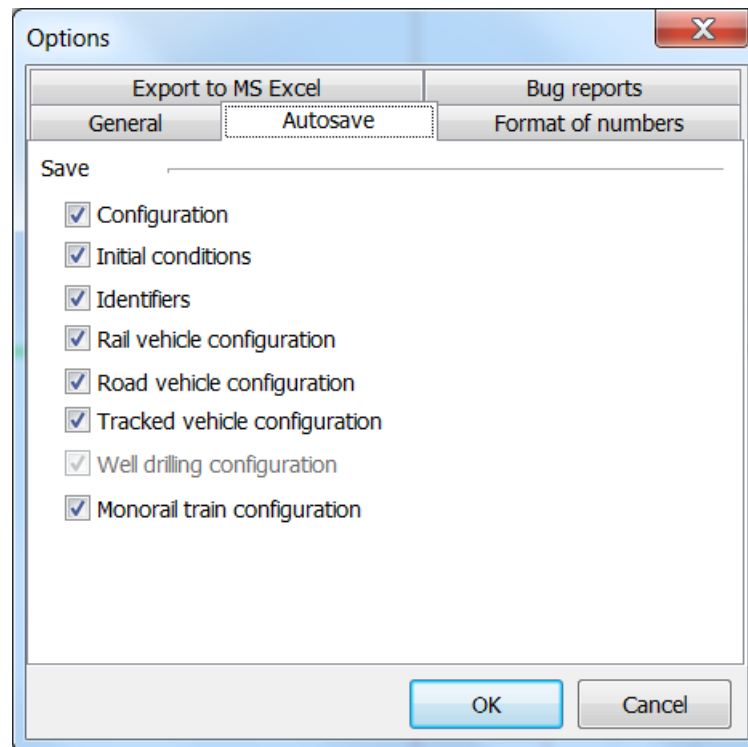 Options
Export to MS Excel
Bug reports
General
Autosave
Format of numbers
Save
Configuration
Initial conditions
Identifiers
Rail vehicle configuration
Road vehicle configuration
Tracked vehicle configuration
Well drilling configuration
Monorail train configuration
OK
Cancel